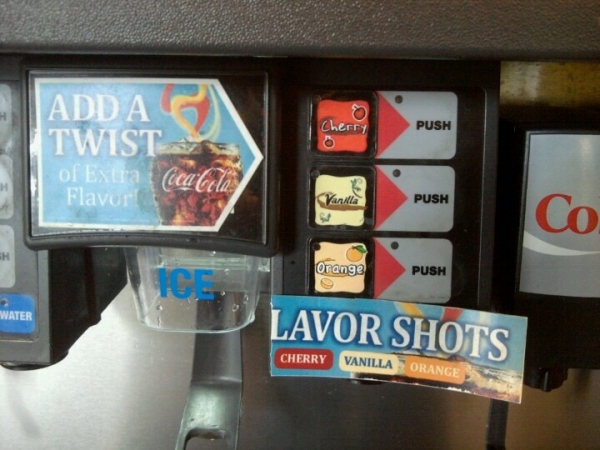 ADD A
TWIST
of Extra
Flavor!
Coca-Cola
Cherry PUSH
Vanilla PUSH
Orange PUSH
H
H
SH
WATER
ICE
LAVOR SHOTS
CHERRY VANILLA ORANGE
Co